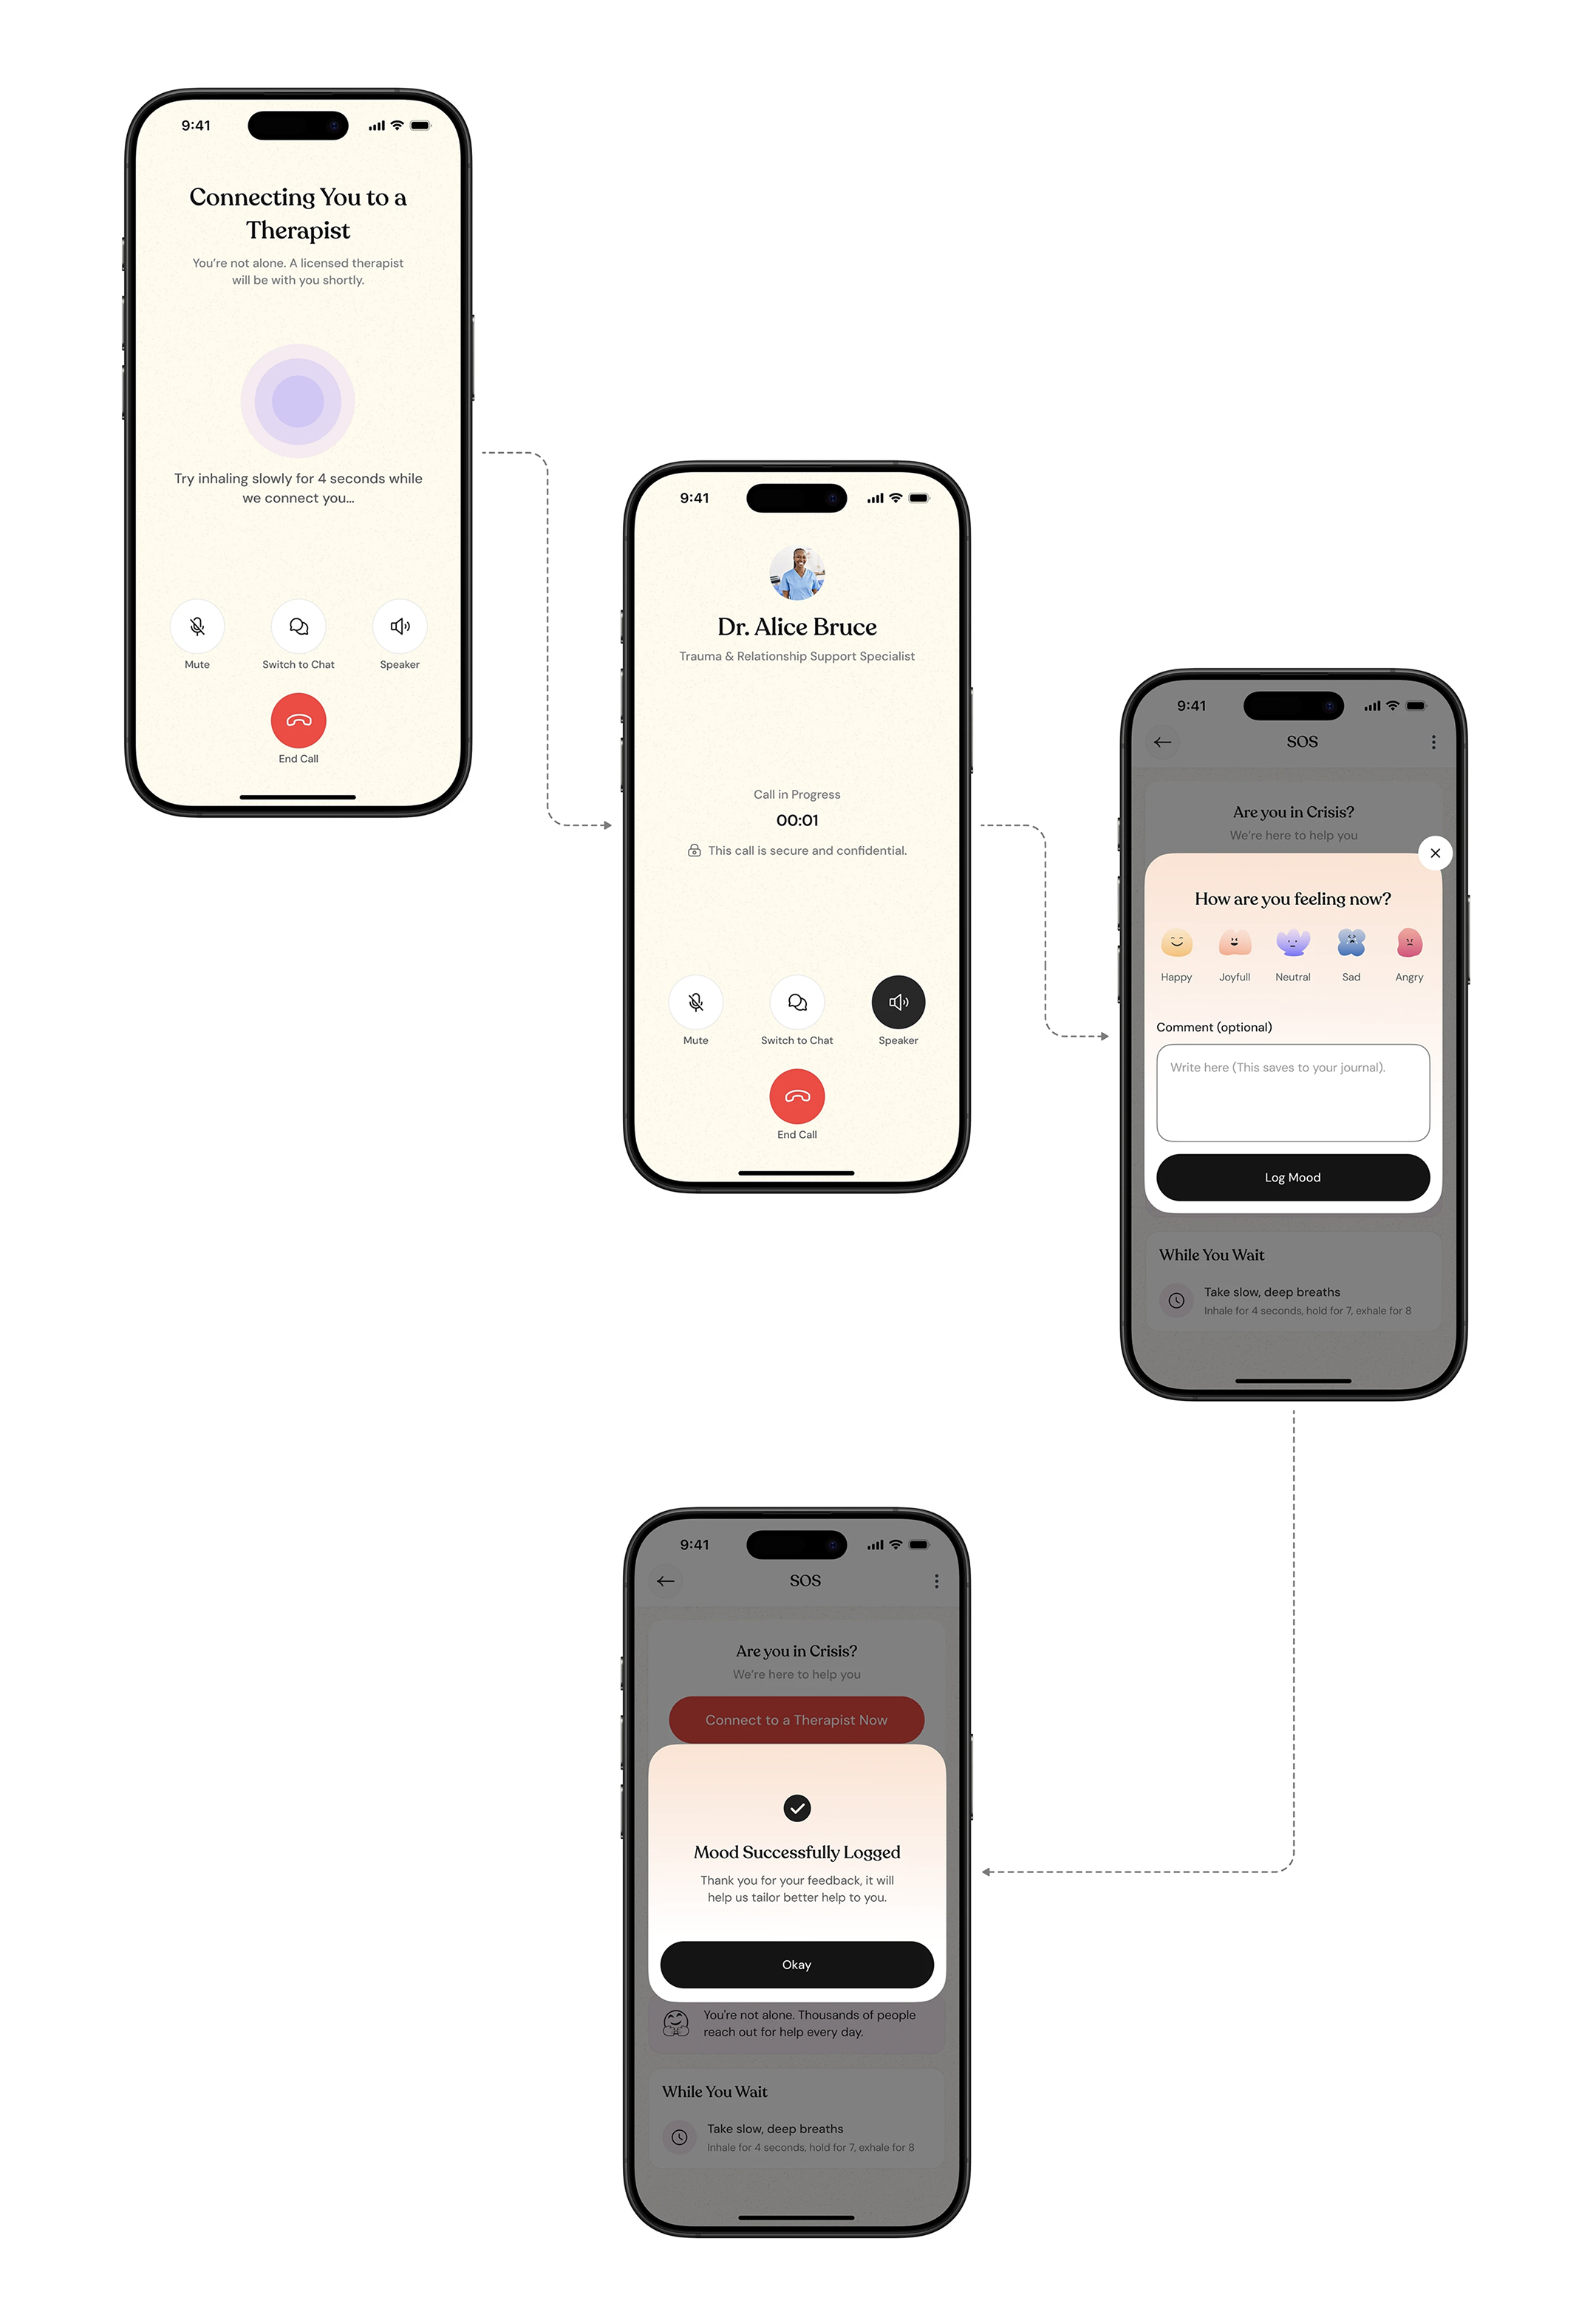 9:41
Connecting You to a
Therapist
You're not alone. A licensed therapist
will be with you shortly.
Try inhaling slowly for 4 seconds while
we connect you...
Mute
Switch to Chat
Speaker
End Call
9:41
Dr. Alice Bruce
Trauma & Relationship Support Specialist
Call in Progress
00:01
This call is secure and confidential.
Mute
Switch to Chat
Speaker
End Call
9:41
SOS
Are you in Crisis?
We're here to help you
How are you feeling now?
Happy
Joyfull
Neutral
Sad
Angry
Comment (optional)
Write here (This saves to your journal).
Log Mood
While You Wait
Take slow, deep breaths
Inhale for 4 seconds, hold for 7, exhale for 8
9:41
SOS
Are you in Crisis?
We're here to help you
Connect to a Therapist Now
Mood Successfully Logged
Thank you for your feedback, it will
help us tailor better help to you.
Okay
You're not alone. Thousands of people
reach out for help every day.
While You Wait
Take slow, deep breaths
Inhale for 4 seconds, hold for 7, exhale for 8